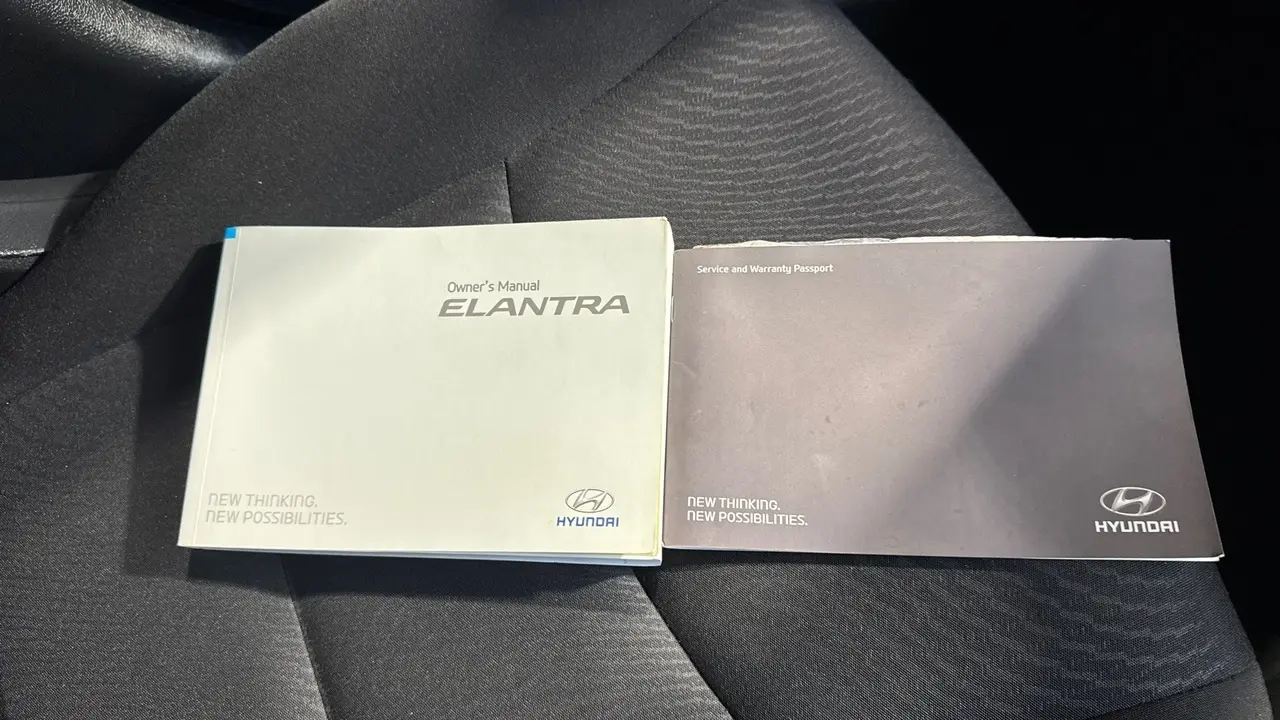 Owner's Manual
ELANTRA
NEW THINKING.
NEW POSSIBILITIES.
HYUNDAI
Service and Warranty Passport
NEW THINKING.
NEW POSSIBILITIES.
HYUNDAI